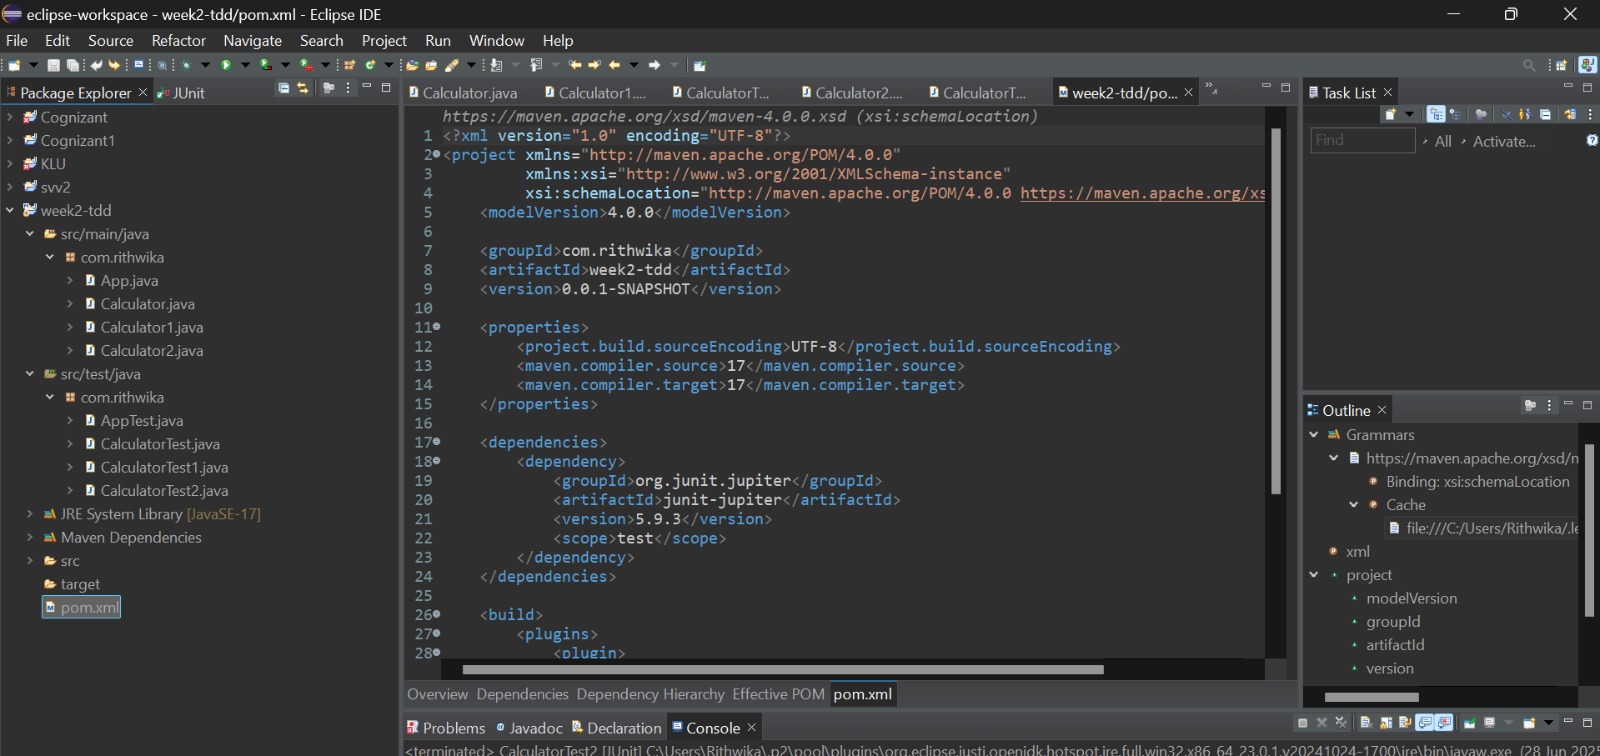 eclipse-workspace - week2-tdd/pom.xml - Eclipse IDE
File Edit Source Refactor Navigate Search Project Run Window Help
Package Explorer JUnit
Cognizant
Cognizant1
KLU
svv2
week2-tdd
src/main/java
com.rithwika
App.java
Calculator.java
Calculator1.java
Calculator2.java
src/test/java
com.rithwika
AppTest.java
CalculatorTest.java
CalculatorTest1.java
CalculatorTest2.java
JRE System Library [JavaSE-17]
Maven Dependencies
src
target
pom.xml
Calculator.java Calculator1.... CalculatorT... Calculator2.... CalculatorT... week2-tdd/po...
https://maven.apache.org/xsd/maven-4.0.0.xsd (xsi:schemaLocation)
1 <?xml version="1.0" encoding="UTF-8"?>
2 <project xmlns="http://maven.apache.org/POM/4.0.0"
3 xmlns:xsi="http://www.w3.org/2001/XMLSchema-instance"
4 xsi:schemaLocation="http://maven.apache.org/POM/4.0.0 https://maven.apache.org/xs
5 <modelVersion>4.0.0</modelVersion>
6
7 <groupId>com.rithwika</groupId>
8 <artifactId>week2-tdd</artifactId>
9 <version>0.0.1-SNAPSHOT</version>
10
11 <properties>
12 <project.build.sourceEncoding>UTF-8</project.build.sourceEncoding>
13 <maven.compiler.source>17</maven.compiler.source>
14 <maven.compiler.target>17</maven.compiler.target>
15 </properties>
16
17 <dependencies>
18 <dependency>
19 <groupId>org.junit.jupiter</groupId>
20 <artifactId>junit-jupiter</artifactId>
21 <version>5.9.3</version>
22 <scope>test</scope>
23 </dependency>
24 </dependencies>
25
26 <build>
27 <plugins>
28 <plugin>
Overview Dependencies Dependency Hierarchy Effective POM pom.xml
Problems Javadoc Declaration Console
<terminated> CalculatorTest2 [JUnit] C:\Users\Rithwika\.p2\pool\plugins\org.eclipse.justj.openjdk.hotspot.jre.full.win32.x86_64_23.0.1.v20241024-1700\jre\bin\javaw.exe (28 Jun 2025
Task List
Find All Activate...
Outline
Grammars
https://maven.apache.org/xsd/n
Binding: xsi:schemaLocation
Cache
file:///C:/Users/Rithwika/.le
xml
project
modelVersion
groupId
artifactId
version